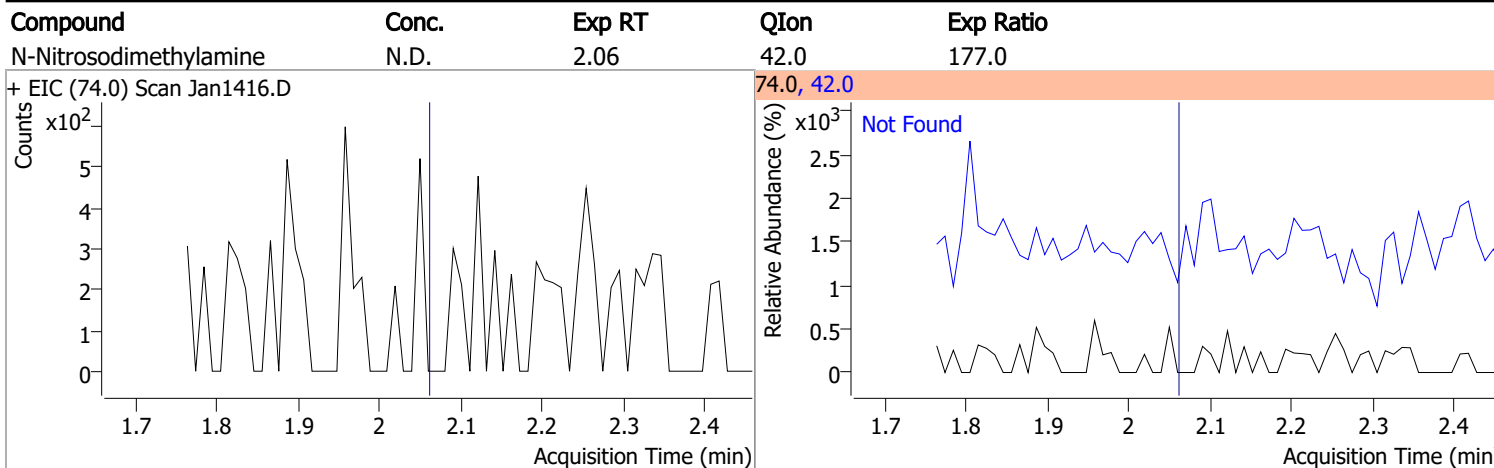 Compound Conc. Exp RT QIon Exp Ratio
N-Nitrosodimethylamine N.D. 2.06 42.0 177.0
+ EIC (74.0) Scan Jan1416.D
Counts
x10²
5
4
3
2
1
0
1.7 1.8 1.9 2 2.1 2.2 2.3 2.4
Acquisition Time (min)
74.0, 42.0
Relative Abundance (%)
x10³
Not Found
2.5
2
1.5
1
0.5
0
1.7 1.8 1.9 2 2.1 2.2 2.3 2.4
Acquisition Time (min